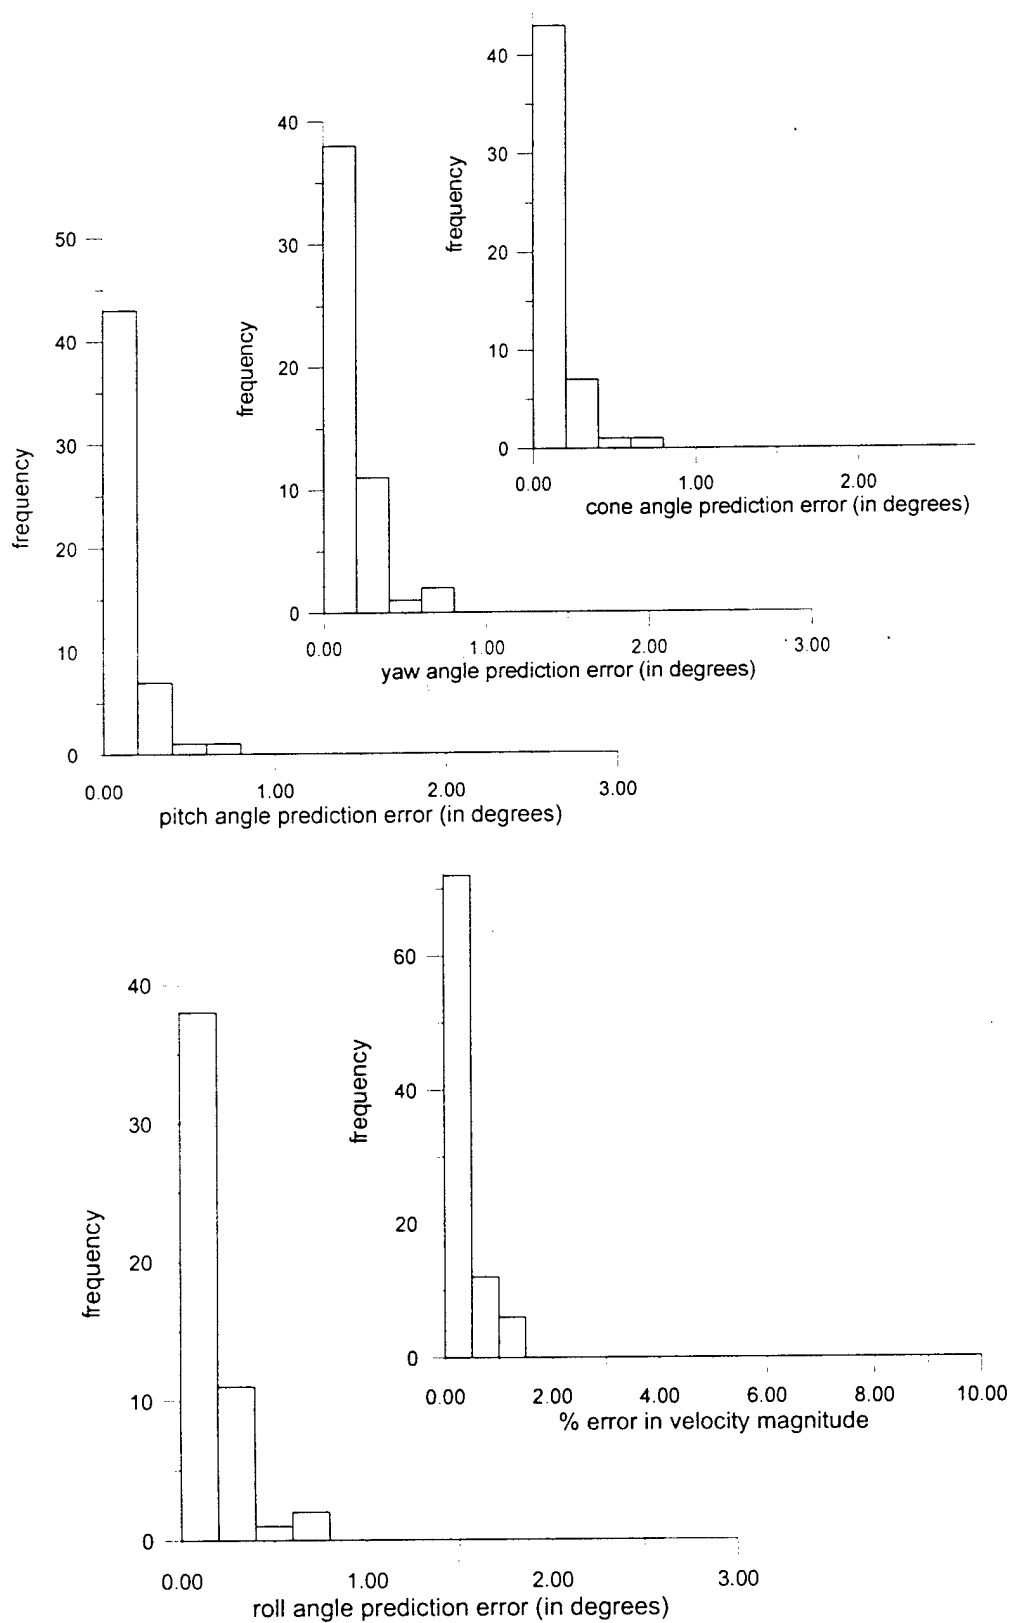 40
30
20
10
0
frequency
0.00 1.00 2.00
cone angle prediction error (in degrees)
40
30
20
10
0
frequency
0.00 1.00 2.00 3.00
yaw angle prediction error (in degrees)
50
40
30
20
10
0
frequency
0.00 1.00 2.00 3.00
pitch angle prediction error (in degrees)
60
40
20
0
frequency
0.00 2.00 4.00 6.00 8.00 10.00
% error in velocity magnitude
40
30
20
10
0
frequency
0.00 1.00 2.00 3.00
roll angle prediction error (in degrees)